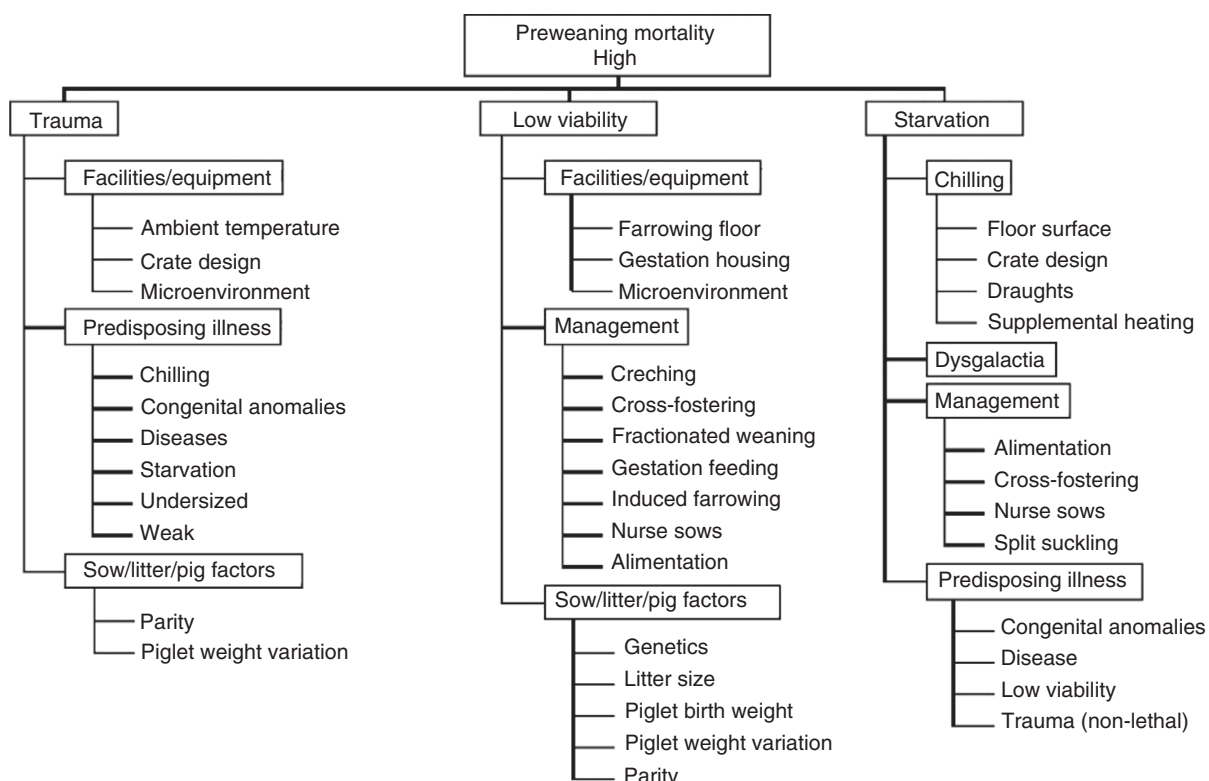 Preweaning mortality
High
Trauma
Facilities/equipment
Ambient temperature
Crate design
Microenvironment
Predisposing illness
Chilling
Congenital anomalies
Diseases
Starvation
Undersized
Weak
Sow/litter/pig factors
Parity
Piglet weight variation
Low viability
Facilities/equipment
Farrowing floor
Gestation housing
Microenvironment
Management
Creching
Cross-fostering
Fractionated weaning
Gestation feeding
Induced farrowing
Nurse sows
Alimentation
Sow/litter/pig factors
Genetics
Litter size
Piglet birth weight
Piglet weight variation
Parity
Starvation
Chilling
Floor surface
Crate design
Draughts
Supplemental heating
Dysgalactia
Management
Alimentation
Cross-fostering
Nurse sows
Split suckling
Predisposing illness
Congenital anomalies
Disease
Low viability
Trauma (non-lethal)